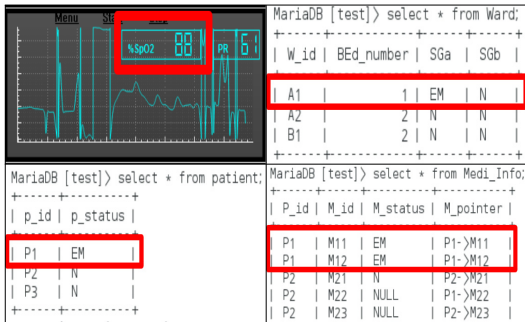 Menu
%SpO2 88 PR 61
MariaDB [test]> select * from Ward;
| W_id | BEd_number | SGa | SGb |
| A1 | 1 | EM | N |
| A2 | 2 | N | N |
| B1 | 2 | N | N |
MariaDB [test]> select * from patient;
| p_id | p_status |
| P1 | EM |
| P2 | N |
| P3 | N |
MariaDB [test]> select * from Medi_Info;
| P_id | M_id | M_status | M_pointer |
| P1 | M11 | EM | P1->M11 |
| P1 | M12 | EM | P1->M12 |
| P2 | M21 | N | P2->M21 |
| P2 | M22 | NULL | P1->M22 |
| P2 | M23 | NULL | P2->M23 |